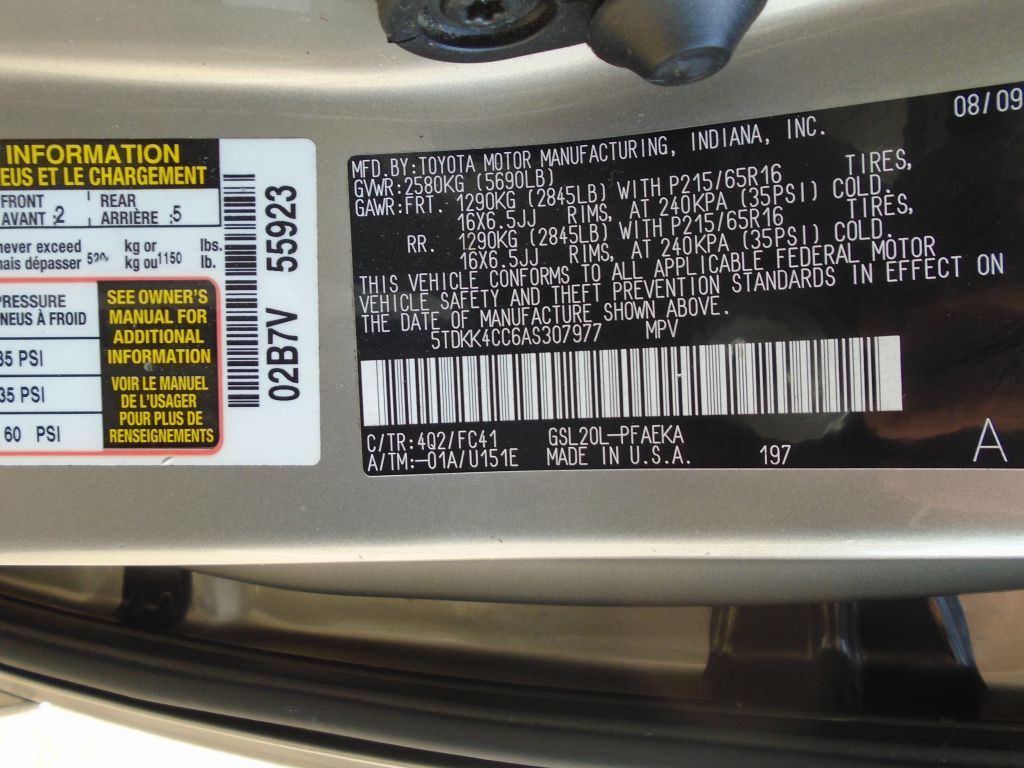 INFORMATION
EUS ET LE CHARGEMENT
FRONT REAR
AVANT :2 ARRIÈRE :5
never exceed kg or lbs.
mais dépasser kg ou 1150 lb.
PRESSURE
PNEUS À FROID
35 PSI
35 PSI
60 PSI
SEE OWNER'S
MANUAL FOR
ADDITIONAL
INFORMATION
VOIR LE MANUEL
DE L'USAGER
POUR PLUS DE
RENSEIGNEMENTS
02B7V 55923
08/09
MFD.BY:TOYOTA MOTOR MANUFACTURING, INDIANA, INC.
GVWR:2580KG (5690LB)
GAWR:FRT. 1290KG (2845LB) WITH P215/65R16 TIRES,
16X6.5JJ RIMS, AT 240KPA (35PSI) COLD.
RR. 1290KG (2845LB) WITH P215/65R16 TIRES,
16X6.5JJ RIMS, AT 240KPA (35PSI) COLD.
THIS VEHICLE CONFORMS TO ALL APPLICABLE FEDERAL MOTOR
VEHICLE SAFETY AND THEFT PREVENTION STANDARDS IN EFFECT ON
THE DATE OF MANUFACTURE SHOWN ABOVE.
5TDKK4CC6AS307977 MPV
C/TR:4Q2/FC41 GSL20L-PFAEKA
A/TM:-01A/U151E MADE IN U.S.A. 197
A